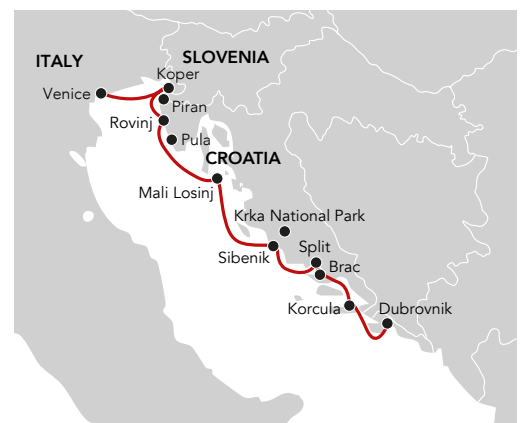 ITALY
SLOVENIA
Koper
Venice
Piran
Rovinj
Pula
CROATIA
Mali Losinj
Krka National Park
Split
Sibenik
Brac
Korcula
Dubrovnik